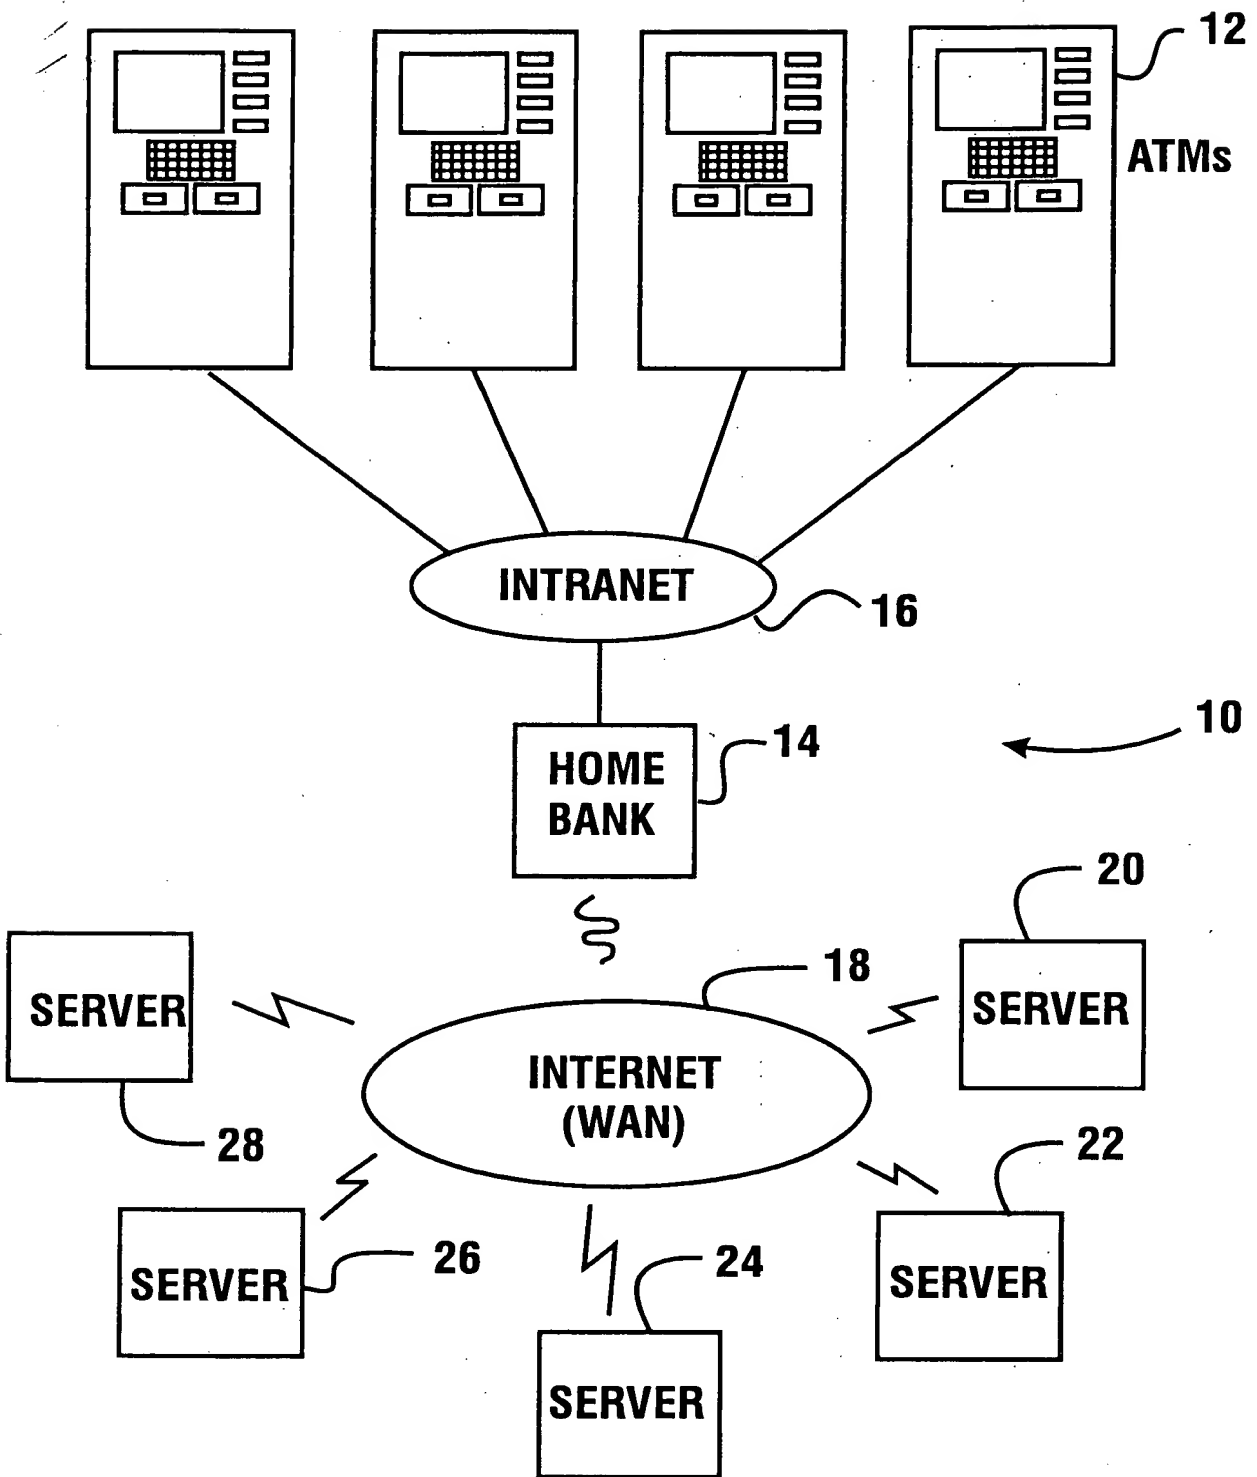 12
ATMs
INTRANET
16
10
14
HOME
BANK
20
18
SERVER
SERVER
INTERNET
(WAN)
28
22
26
24
SERVER
SERVER
SERVER